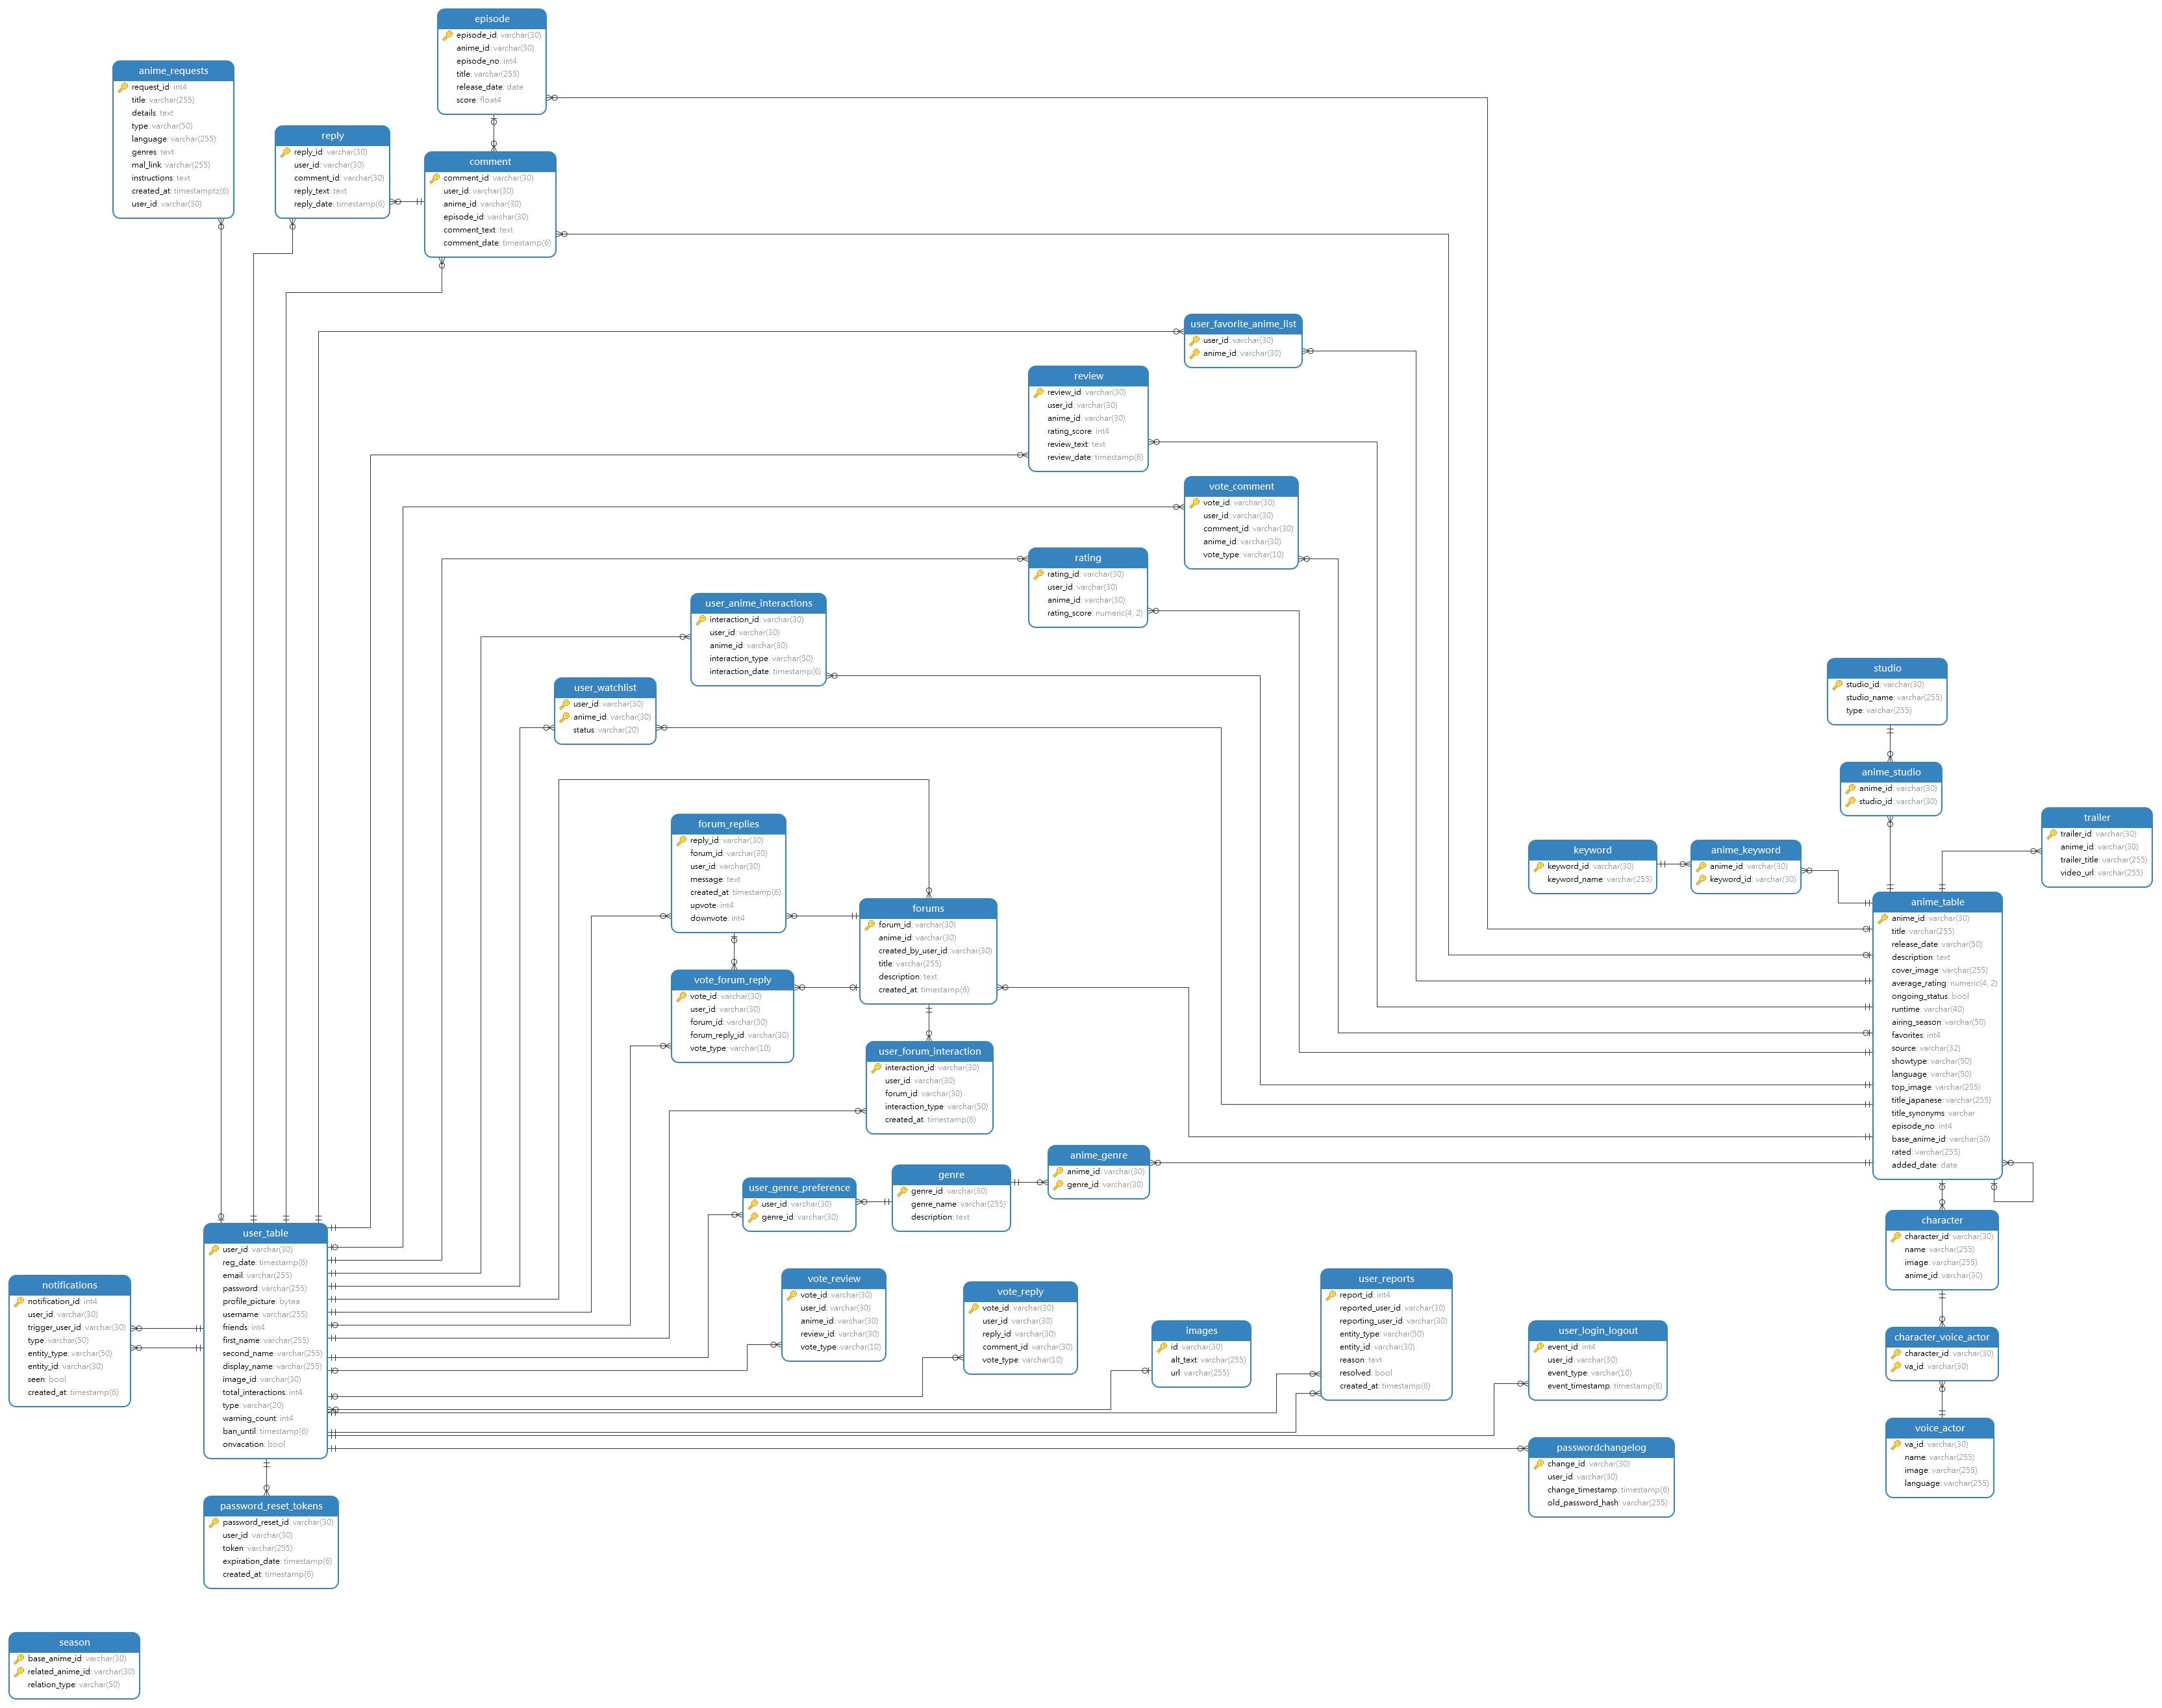 episode
episode_id: varchar(30)
anime_id: varchar(30)
episode_no: int4
title: varchar(255)
release_date: date
score: float4
anime_requests
request_id: int4
title: varchar(255)
details: text
type: varchar(50)
language: varchar(255)
genres: text
mal_link: varchar(255)
instructions: text
created_at: timestamptz(6)
user_id: varchar(30)
reply
reply_id: varchar(30)
user_id: varchar(30)
comment_id: varchar(30)
reply_text: text
reply_date: timestamp(6)
comment
comment_id: varchar(30)
user_id: varchar(30)
anime_id: varchar(30)
episode_id: varchar(30)
comment_text: text
comment_date: timestamp(6)
user_favorite_anime_list
user_id: varchar(30)
anime_id: varchar(30)
review
review_id: varchar(30)
user_id: varchar(30)
anime_id: varchar(30)
rating_score: int4
review_text: text
review_date: timestamp(6)
vote_comment
vote_id: varchar(30)
user_id: varchar(30)
comment_id: varchar(30)
anime_id: varchar(30)
vote_type: varchar(10)
rating
rating_id: varchar(30)
user_id: varchar(30)
anime_id: varchar(30)
rating_score: numeric(4, 2)
user_anime_interactions
interaction_id: varchar(30)
user_id: varchar(30)
anime_id: varchar(30)
interaction_type: varchar(50)
interaction_date: timestamp(6)
user_watchlist
user_id: varchar(30)
anime_id: varchar(30)
status: varchar(20)
studio
studio_id: varchar(30)
studio_name: varchar(255)
type: varchar(255)
anime_studio
anime_id: varchar(30)
studio_id: varchar(30)
trailer
trailer_id: varchar(30)
anime_id: varchar(30)
trailer_title: varchar(255)
video_url: varchar(255)
keyword
keyword_id: varchar(30)
keyword_name: varchar(255)
anime_keyword
anime_id: varchar(30)
keyword_id: varchar(30)
forum_replies
reply_id: varchar(30)
forum_id: varchar(30)
user_id: varchar(30)
message: text
created_at: timestamp(6)
upvote: int4
downvote: int4
forums
forum_id: varchar(30)
anime_id: varchar(30)
created_by_user_id: varchar(30)
title: varchar(255)
description: text
created_at: timestamp(6)
anime_table
anime_id: varchar(30)
title: varchar(255)
release_date: varchar(50)
description: text
cover_image: varchar(255)
average_rating: numeric(4, 2)
ongoing_status: bool
runtime: varchar(40)
airing_season: varchar(50)
favorites: int4
source: varchar(32)
showtype: varchar(50)
language: varchar(50)
top_image: varchar(255)
title_japanese: varchar(255)
title_synonyms: varchar
episode_no: int4
base_anime_id: varchar(30)
rated: varchar(255)
added_date: date
vote_forum_reply
vote_id: varchar(30)
user_id: varchar(30)
forum_id: varchar(30)
forum_reply_id: varchar(30)
vote_type: varchar(10)
user_forum_interaction
interaction_id: varchar(30)
user_id: varchar(30)
forum_id: varchar(30)
interaction_type: varchar(50)
created_at: timestamp(6)
anime_genre
anime_id: varchar(30)
genre_id: varchar(30)
genre
genre_id: varchar(30)
genre_name: varchar(255)
description: text
user_genre_preference
user_id: varchar(30)
genre_id: varchar(30)
user_table
user_id: varchar(30)
reg_date: timestamp(6)
email: varchar(255)
password: varchar(255)
profile_picture: bytea
username: varchar(255)
friends: int4
first_name: varchar(255)
second_name: varchar(255)
display_name: varchar(255)
image_id: varchar(30)
total_interactions: int4
type: varchar(20)
warning_count: int4
ban_until: timestamp(6)
onvacation: bool
character
character_id: varchar(30)
name: varchar(255)
image: varchar(255)
anime_id: varchar(30)
notifications
notification_id: int4
user_id: varchar(30)
trigger_user_id: varchar(30)
type: varchar(50)
entity_type: varchar(50)
entity_id: varchar(30)
seen: bool
created_at: timestamp(6)
vote_review
vote_id: varchar(30)
user_id: varchar(30)
anime_id: varchar(30)
review_id: varchar(30)
vote_type: varchar(10)
vote_reply
vote_id: varchar(30)
user_id: varchar(30)
reply_id: varchar(30)
comment_id: varchar(30)
vote_type: varchar(10)
images
id: varchar(30)
alt_text: varchar(255)
url: varchar(255)
user_reports
report_id: int4
reported_user_id: varchar(30)
reporting_user_id: varchar(30)
entity_type: varchar(50)
entity_id: varchar(30)
reason: text
resolved: bool
created_at: timestamp(6)
user_login_logout
event_id: int4
user_id: varchar(30)
event_type: varchar(10)
event_timestamp: timestamp(6)
character_voice_actor
character_id: varchar(30)
va_id: varchar(30)
voice_actor
va_id: varchar(30)
name: varchar(255)
image: varchar(255)
language: varchar(255)
passwordchangelog
change_id: varchar(30)
user_id: varchar(30)
change_timestamp: timestamp(6)
old_password_hash: varchar(255)
password_reset_tokens
password_reset_id: varchar(30)
user_id: varchar(30)
token: varchar(255)
expiration_date: timestamp(6)
created_at: timestamp(6)
season
base_anime_id: varchar(30)
related_anime_id: varchar(30)
relation_type: varchar(50)